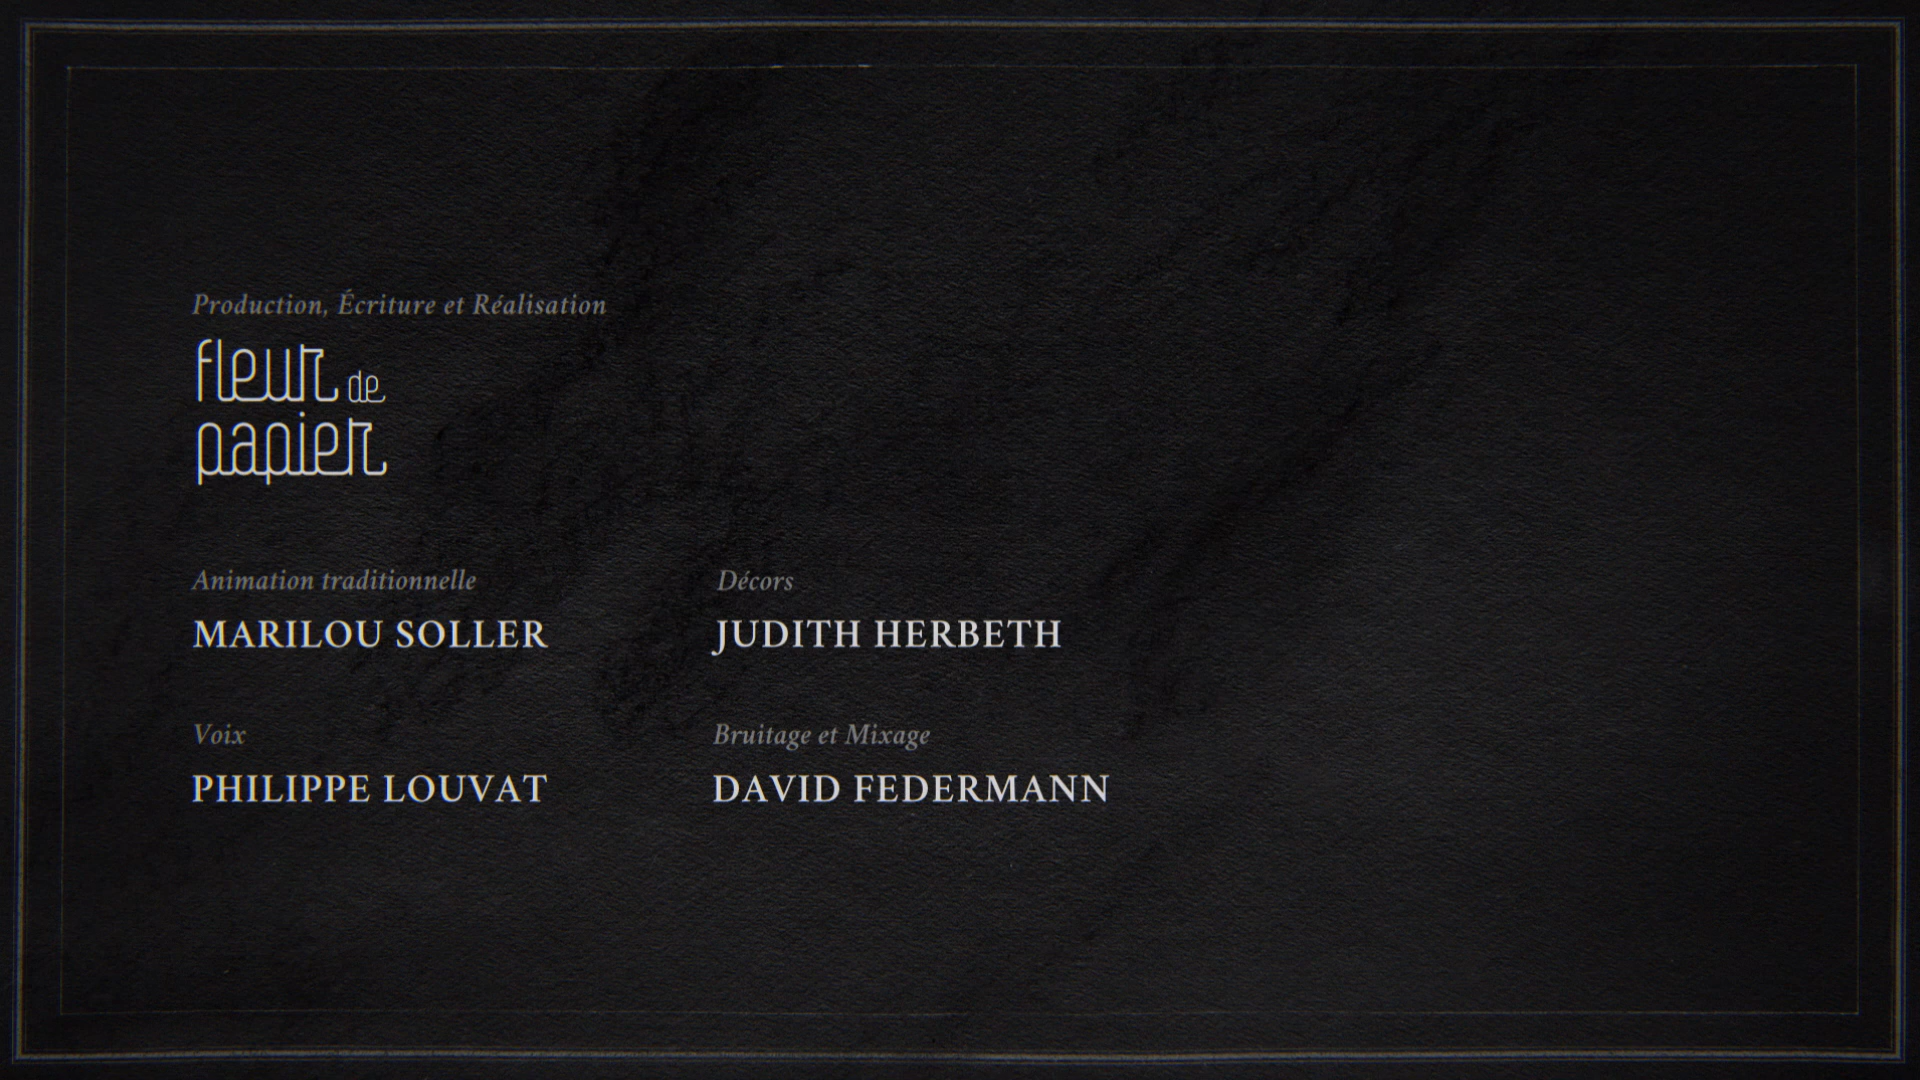 Production, Écriture et Réalisation
fleur de
papier
Animation traditionnelle
MARILOU SOLLER
Décors
JUDITH HERBETH
Voix
PHILIPPE LOUVAT
Bruitage et Mixage
DAVID FEDERMANN